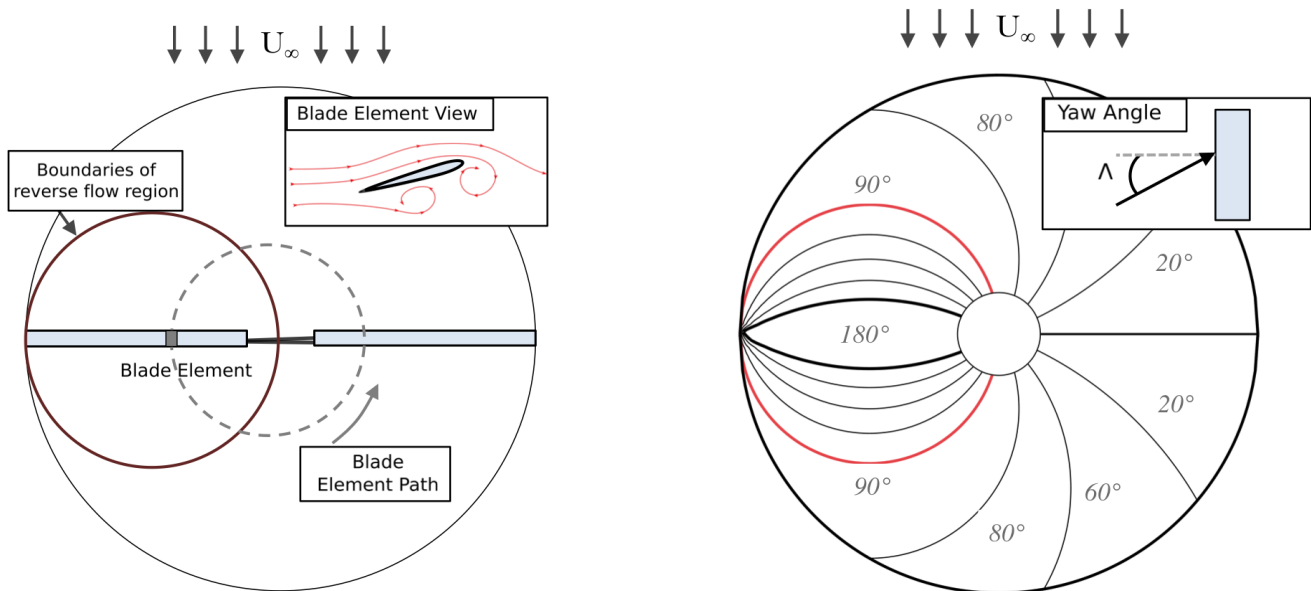 U∞
Blade Element View
Boundaries of
reverse flow region
Blade Element
Blade
Element Path
U∞
80°
Yaw Angle
Λ
90°
20°
180°
20°
90°
60°
80°